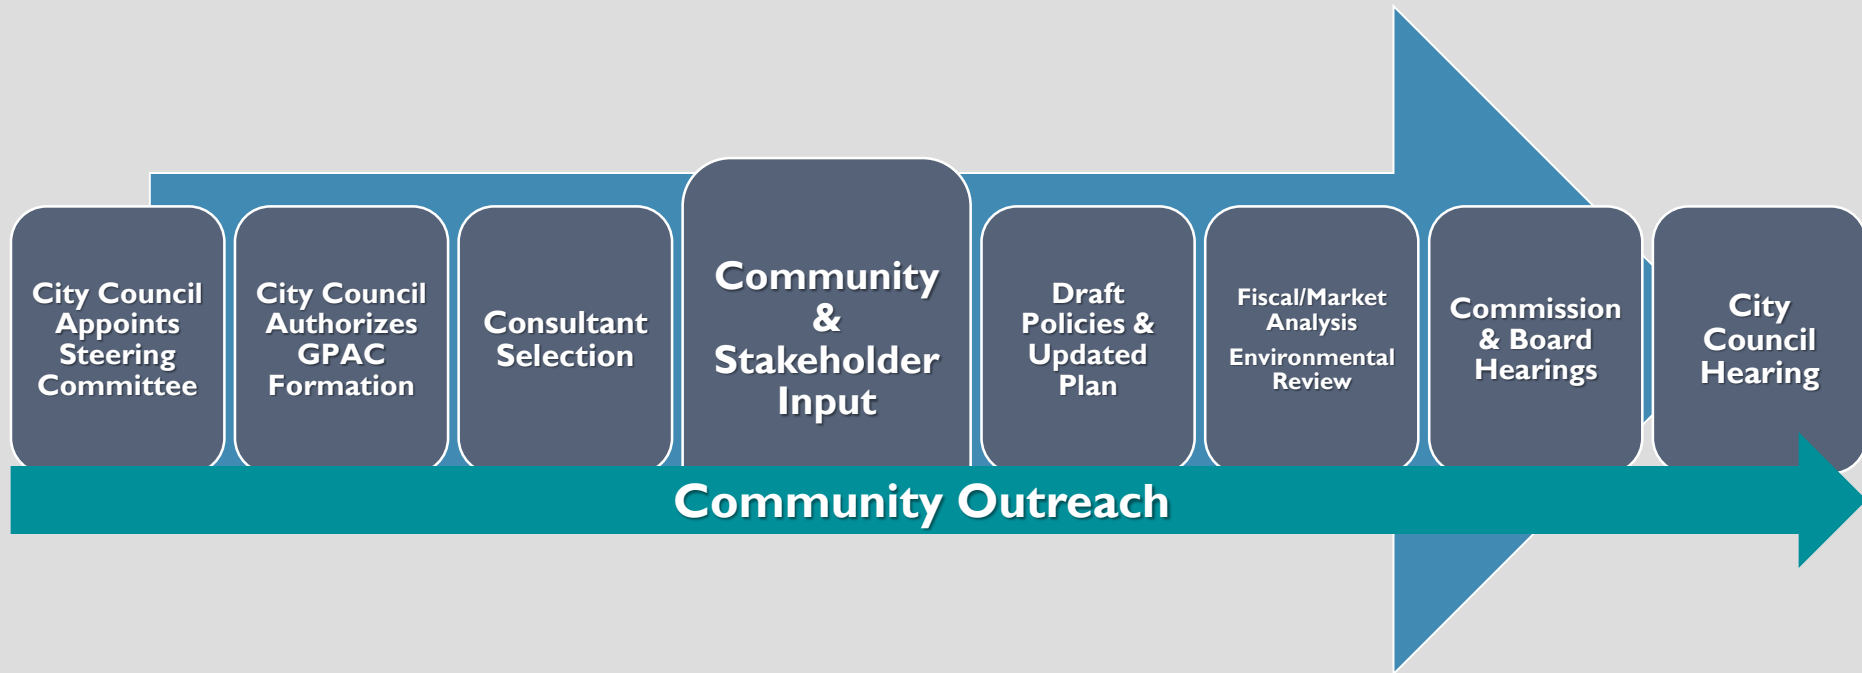 City Council
Appoints
Steering
Committee
City Council
Authorizes
GPAC
Formation
Consultant
Selection
Community
&
Stakeholder
Input
Draft
Policies &
Updated
Plan
Fiscal/Market
Analysis
Environmental
Review
Commission
& Board
Hearings
City
Council
Hearing
Community Outreach